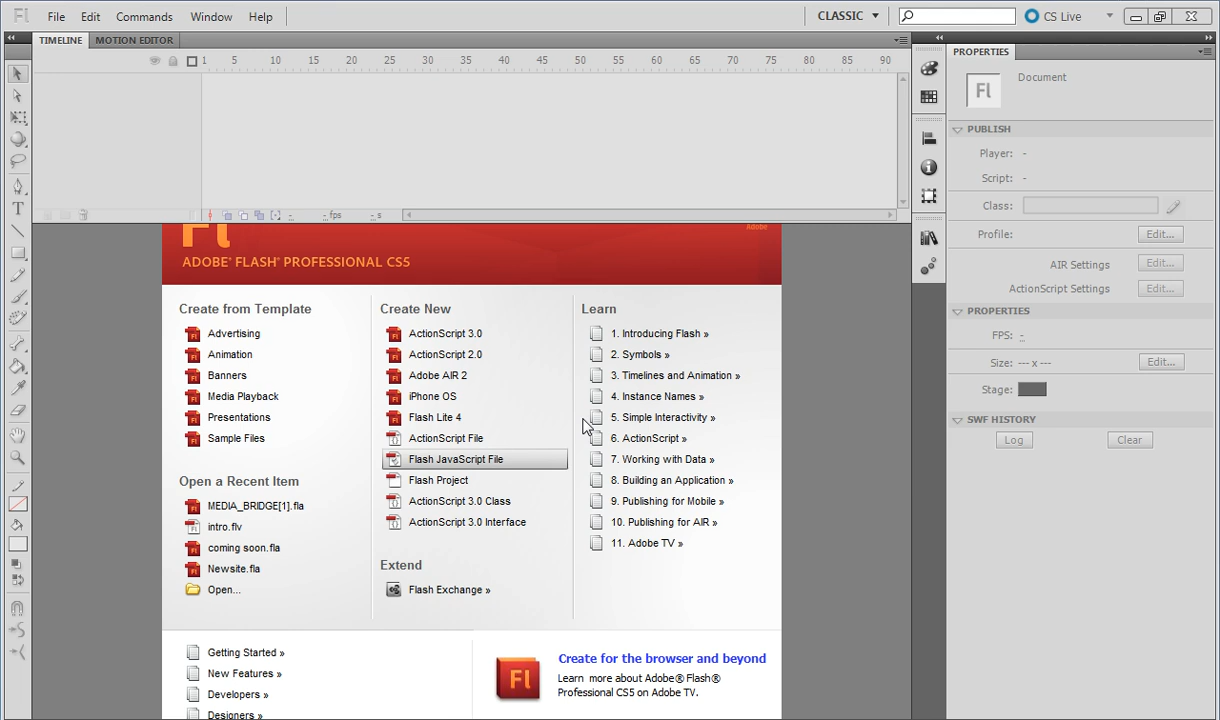 Fl File Edit Commands Window Help CLASSIC CS Live
TIMELINE MOTION EDITOR
1 5 10 15 20 25 30 35 40 45 50 55 60 65 70 75 80 85 90
- - fps - s
Fl
Adobe
ADOBE® FLASH® PROFESSIONAL CS5
Create from Template
Advertising
Animation
Banners
Media Playback
Presentations
Sample Files
Open a Recent Item
MEDIA_BRIDGE[1].fla
intro.flv
coming soon.fla
Newsite.fla
Open...
Create New
ActionScript 3.0
ActionScript 2.0
Adobe AIR 2
iPhone OS
Flash Lite 4
ActionScript File
Flash JavaScript File
Flash Project
ActionScript 3.0 Class
ActionScript 3.0 Interface
Extend
Flash Exchange »
Learn
1. Introducing Flash »
2. Symbols »
3. Timelines and Animation »
4. Instance Names »
5. Simple Interactivity »
6. ActionScript »
7. Working with Data »
8. Building an Application »
9. Publishing for Mobile »
10. Publishing for AIR »
11. Adobe TV »
Getting Started »
New Features »
Developers »
Designers »
Fl
Create for the browser and beyond
Learn more about Adobe® Flash®
Professional CS5 on Adobe TV.
PROPERTIES
Fl
Document
PUBLISH
Player: -
Script: -
Class:
Profile: Edit...
AIR Settings Edit...
ActionScript Settings Edit...
PROPERTIES
FPS: -
Size: --- x --- Edit...
Stage:
SWF HISTORY
Log Clear